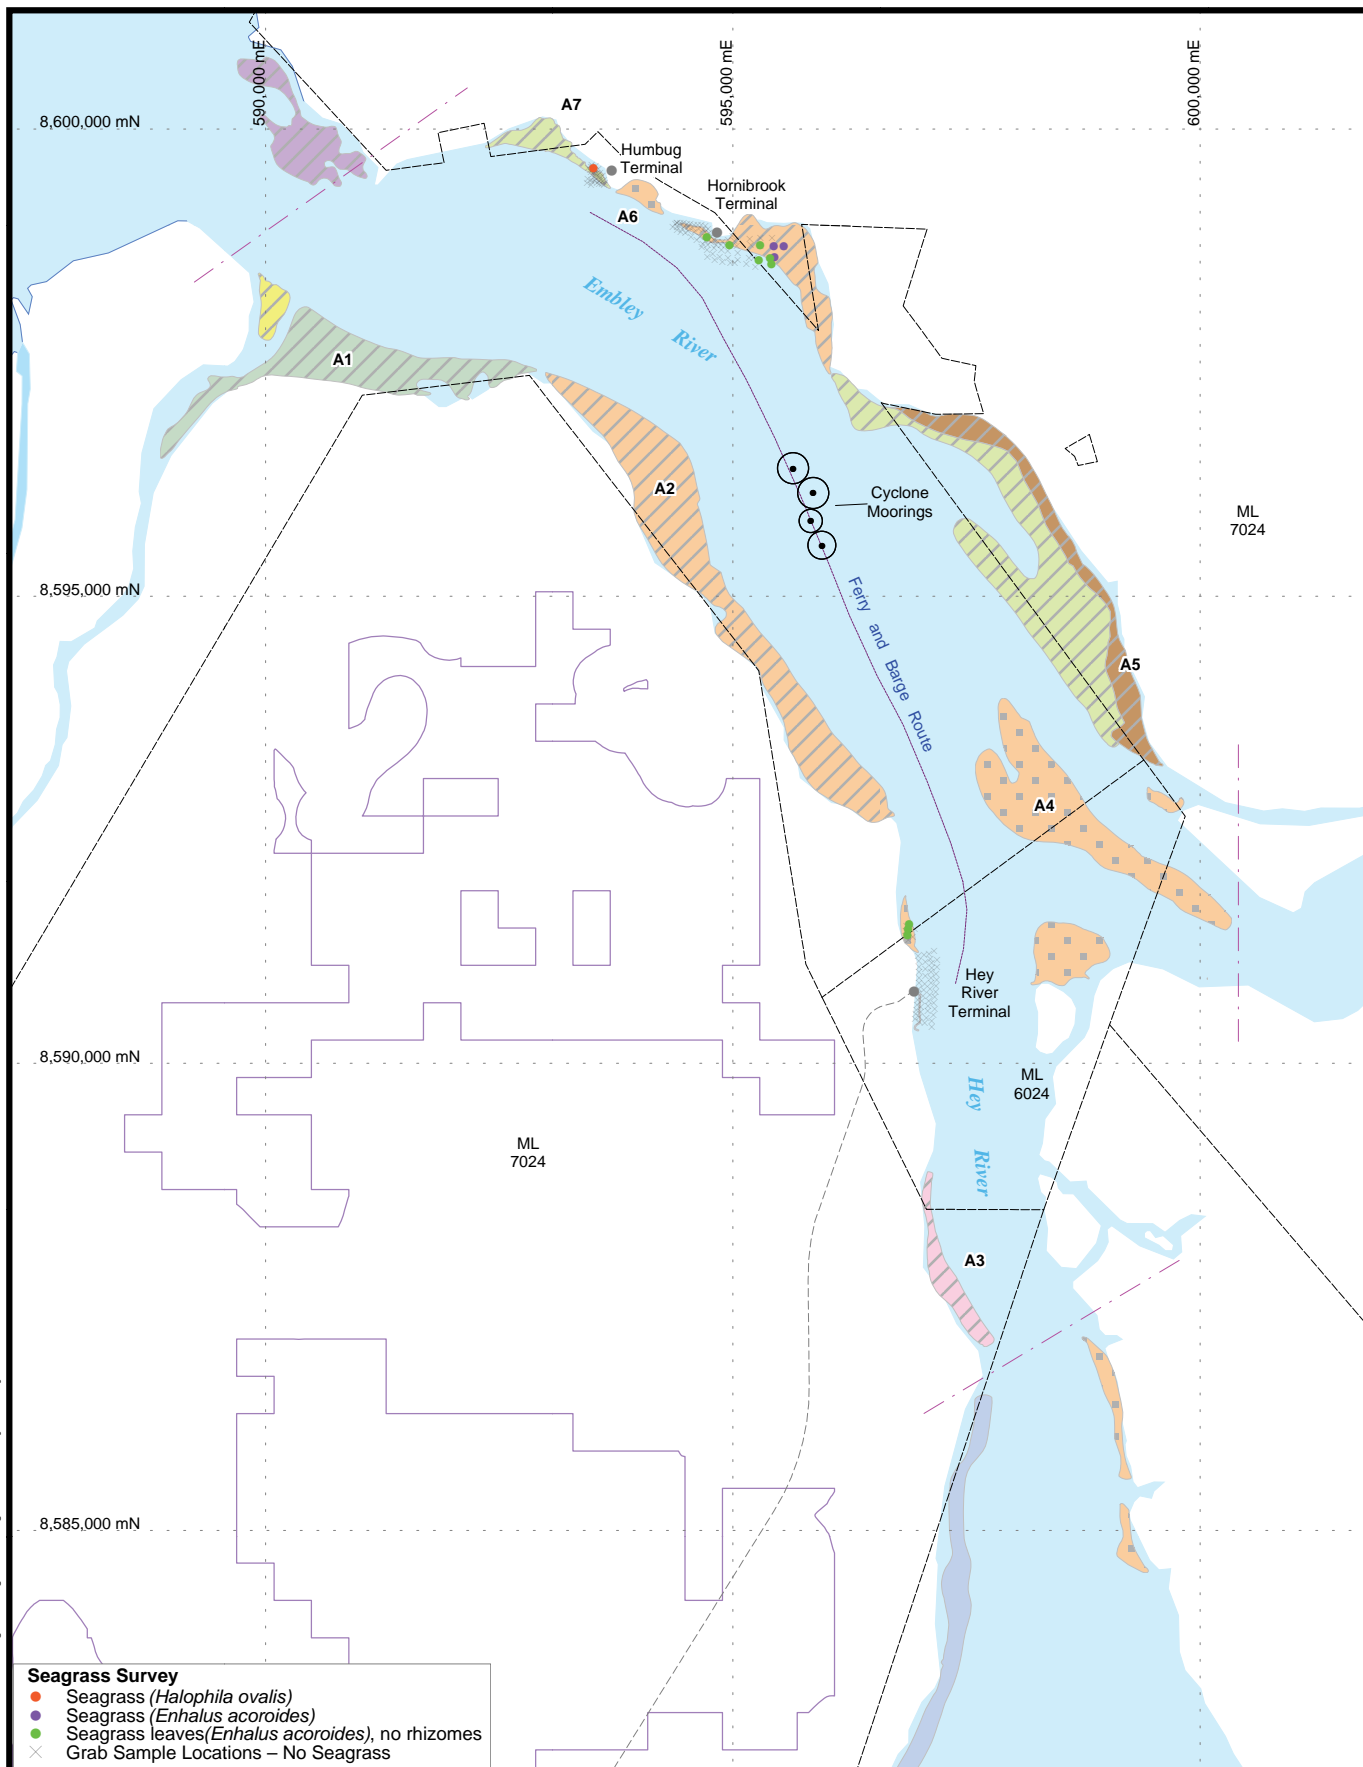 590,000 mE
595,000 mE
600,000 mE
8,600,000 mN
A7
Humbug
Terminal
Hornibrook
Terminal
A6
Embley
River
A1
A2
Cyclone
Moorings
ML
7024
8,595,000 mN
Ferry and Barge Route
A5
A4
Hey
River
Terminal
8,590,000 mN
ML
6024
Hey
River
ML
7024
A3
8,585,000 mN
Seagrass Survey
Seagrass (Halophila ovalis)
Seagrass (Enhalus acoroides)
Seagrass leaves(Enhalus acoroides), no rhizomes
Grab Sample Locations – No Seagrass